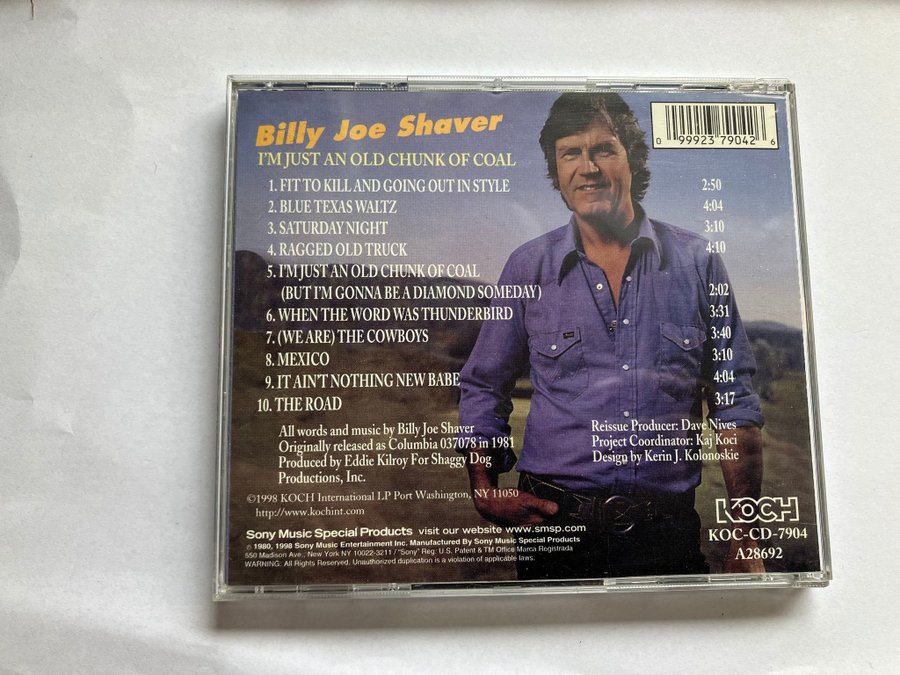 Billy Joe Shaver
I'M JUST AN OLD CHUNK OF COAL
0 99923 79042 6
1. FIT TO KILL AND GOING OUT IN STYLE 2:50
2. BLUE TEXAS WALTZ 4:04
3. SATURDAY NIGHT 3:10
4. RAGGED OLD TRUCK 4:10
5. I'M JUST AN OLD CHUNK OF COAL
(BUT I'M GONNA BE A DIAMOND SOMEDAY) 2:02
6. WHEN THE WORD WAS THUNDERBIRD 3:31
7. (WE ARE) THE COWBOYS 3:40
8. MEXICO 3:10
9. IT AIN'T NOTHING NEW BABE 4:04
10. THE ROAD 3:17
All words and music by Billy Joe Shaver
Originally released as Columbia 037078 in 1981
Produced by Eddie Kilroy For Shaggy Dog
Productions, Inc.
Reissue Producer: Dave Nives
Project Coordinator: Kaj Koci
Design by Kerin J. Kolonoskie
©1998 KOCH International LP Port Washington, NY 11050
http://www.kochint.com
KOCH
KOC-CD-7904
A28692
Sony Music Special Products visit our website www.smsp.com
℗ 1980, 1998 Sony Music Entertainment Inc. Manufactured By Sony Music Special Products
550 Madison Ave., New York NY 10022-3211 / "Sony" Reg. U.S. Patent & TM Office Marca Registrada
WARNING: All Rights Reserved. Unauthorized duplication is a violation of applicable laws.